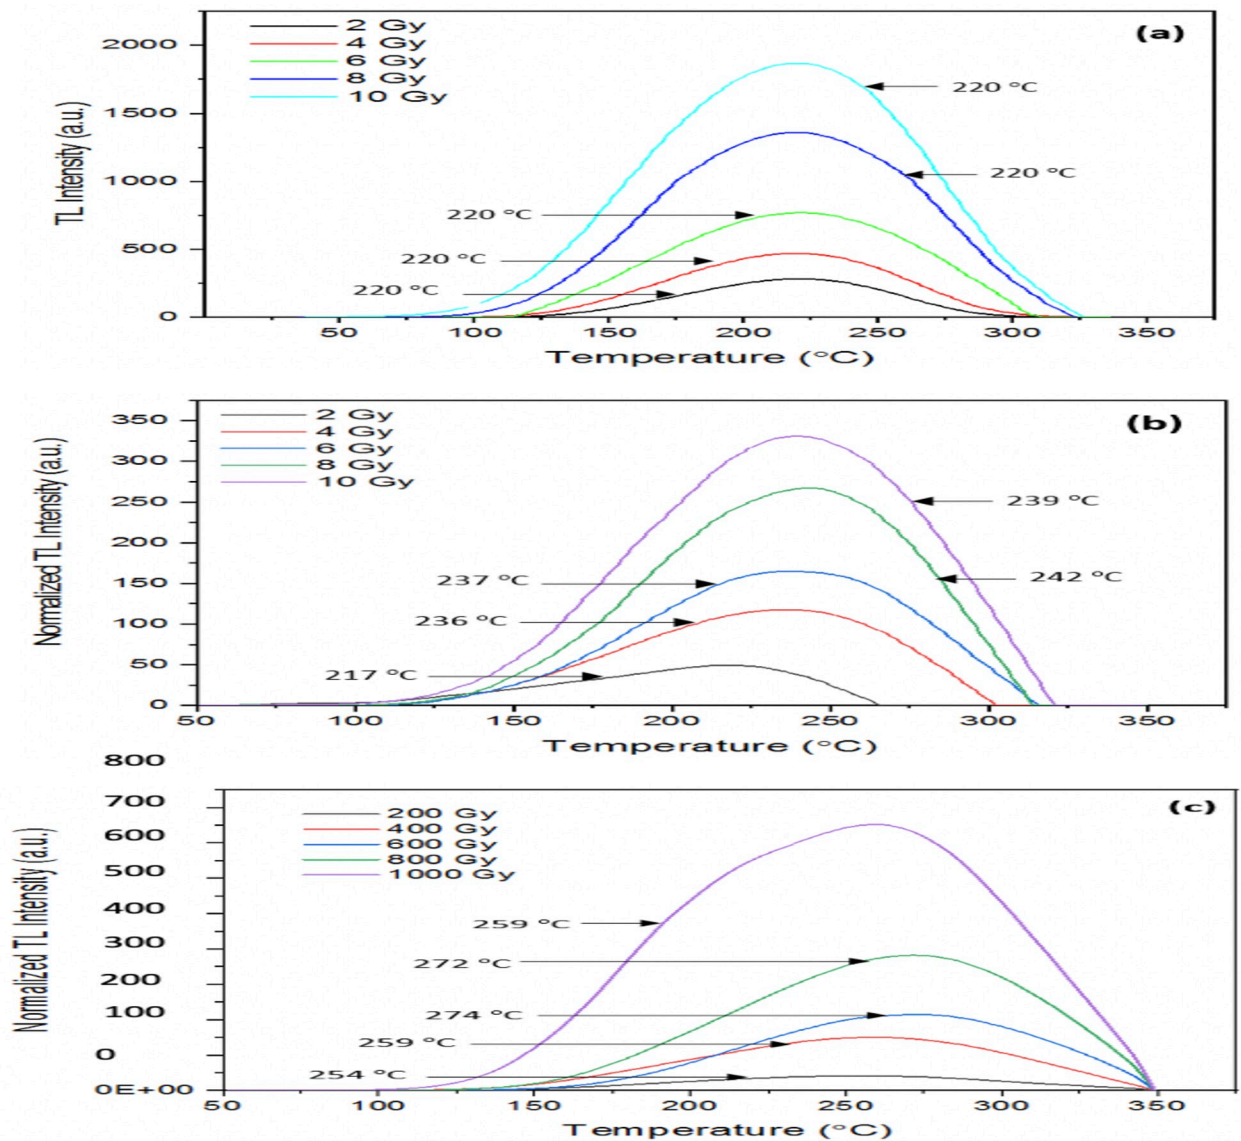 (a)
2 Gy
4 Gy
6 Gy
8 Gy
10 Gy
2000
1500
1000
500
0
TL Intensity (a.u.)
220 °C
220 °C
220 °C
220 °C
220 °C
50 100 150 200 250 300 350
Temperature (°C)
(b)
2 Gy
4 Gy
6 Gy
8 Gy
10 Gy
350
300
250
200
150
100
50
0
Normalized TL Intensity (a.u.)
239 °C
237 °C
242 °C
236 °C
217 °C
50 100 150 200 250 300 350
Temperature (°C)
(c)
200 Gy
400 Gy
600 Gy
800 Gy
1000 Gy
800
700
600
500
400
300
200
100
0
0E+00
Normalized TL Intensity (a.u.)
259 °C
272 °C
274 °C
259 °C
254 °C
50 100 150 200 250 300 350
Temperature (°C)